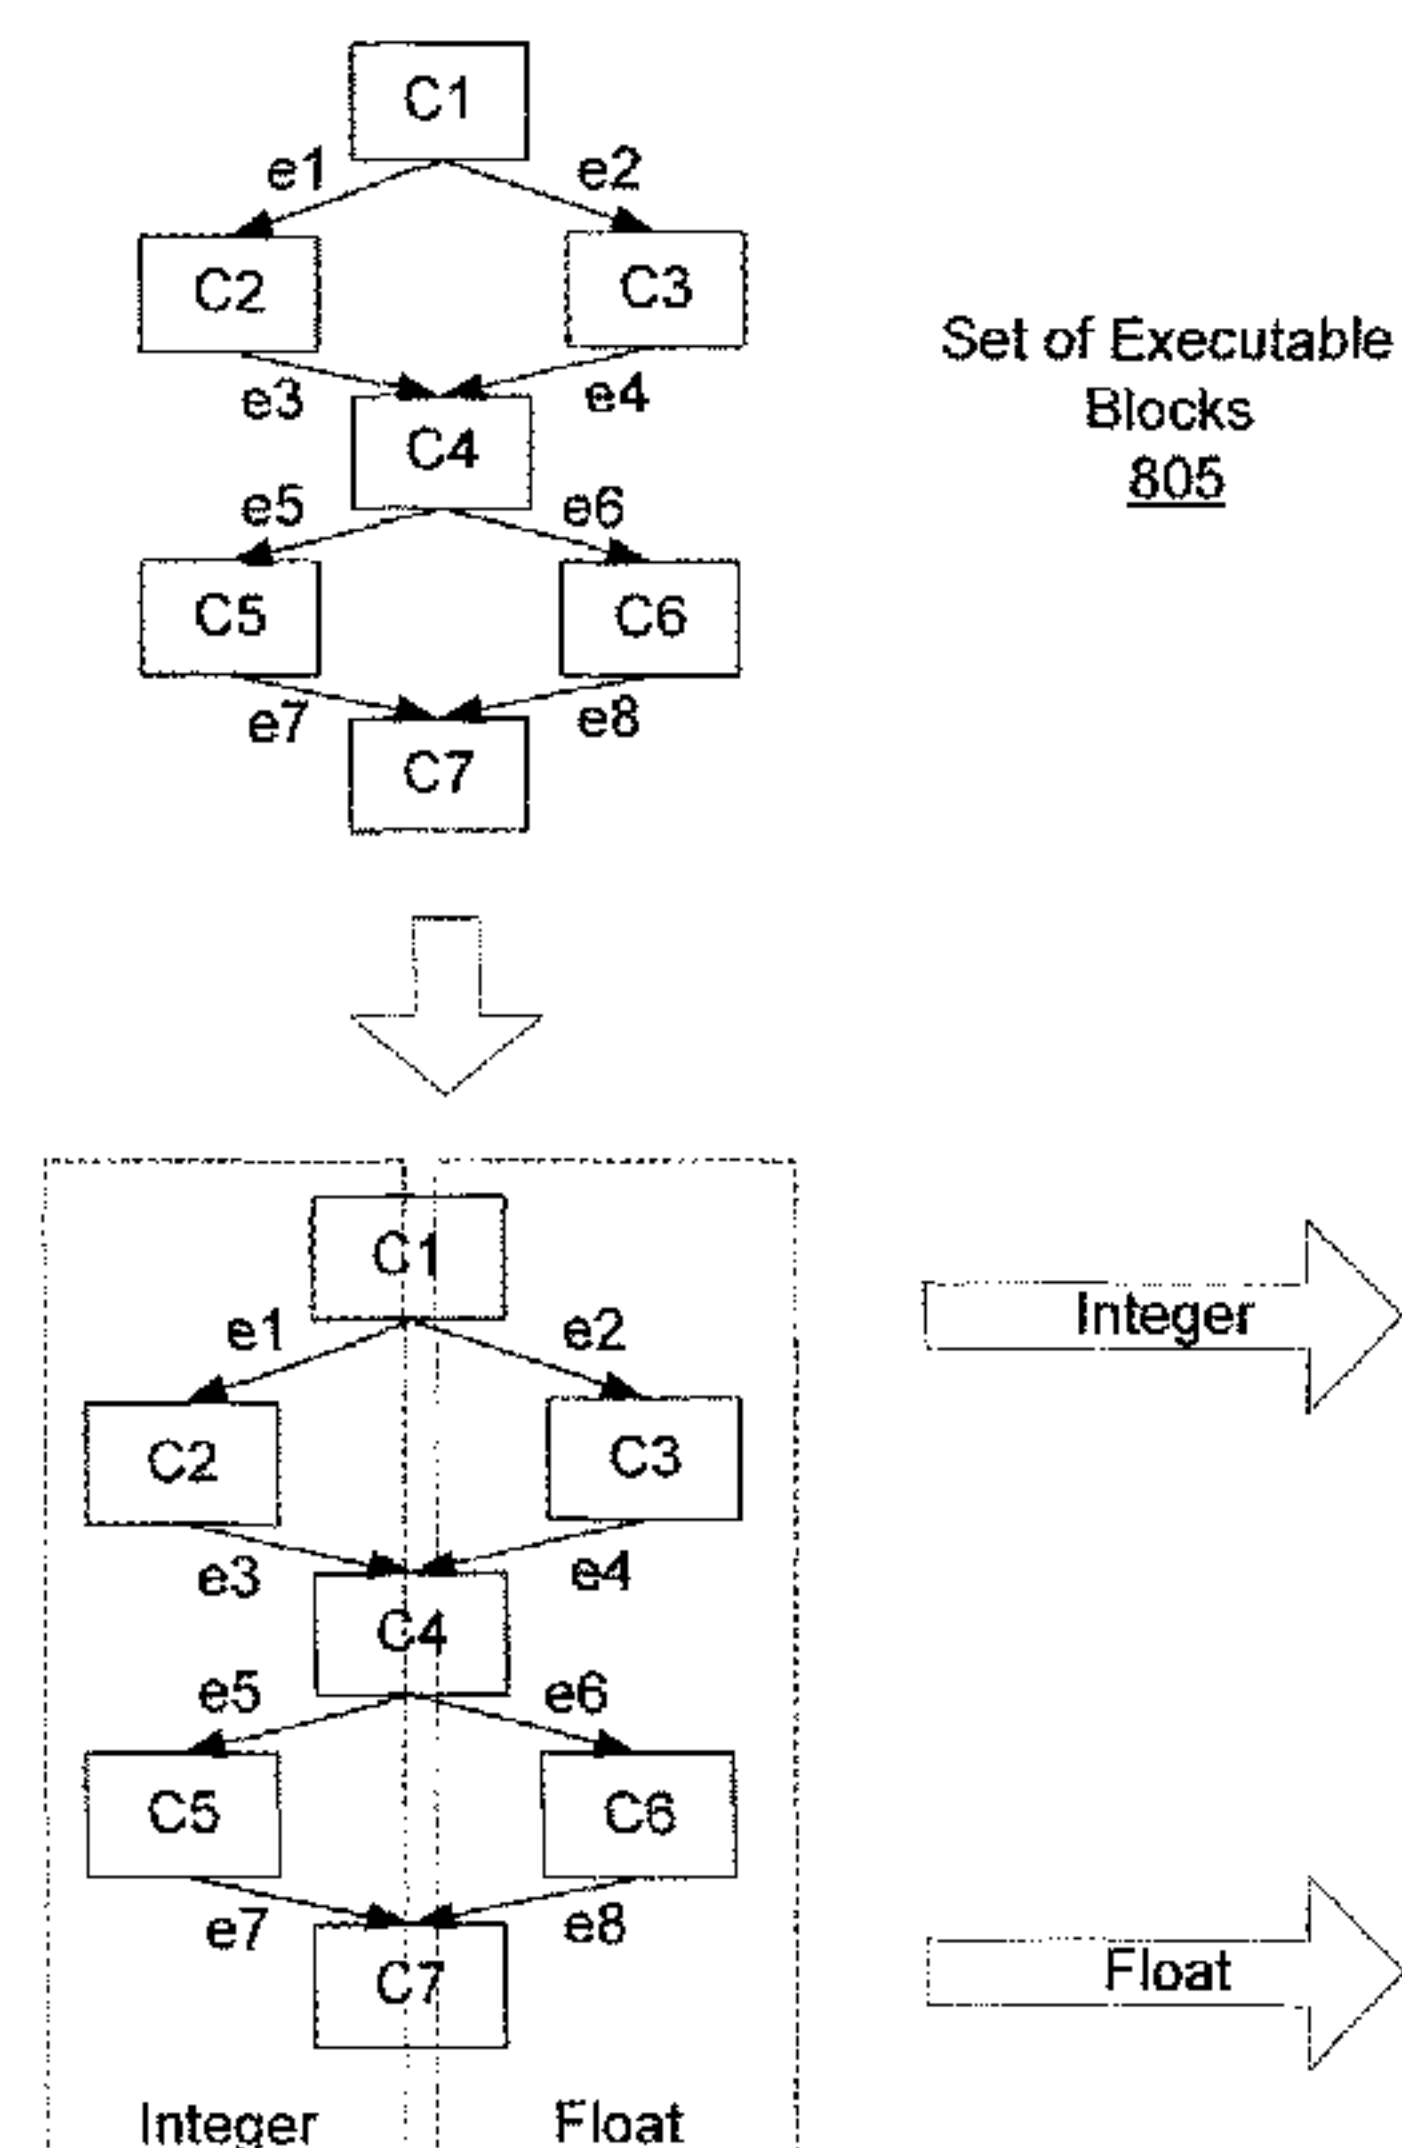 C1
e1 e2
C2 C3
Set of Executable
Blocks
805
e3 e4
C4
e5 e6
C5 C6
e7 e8
C7
C1
e1 e2
Integer
C2 C3
e3 e4
C4
e5 e6
C5 C6
e7 e8
Float
C7
Integer Float